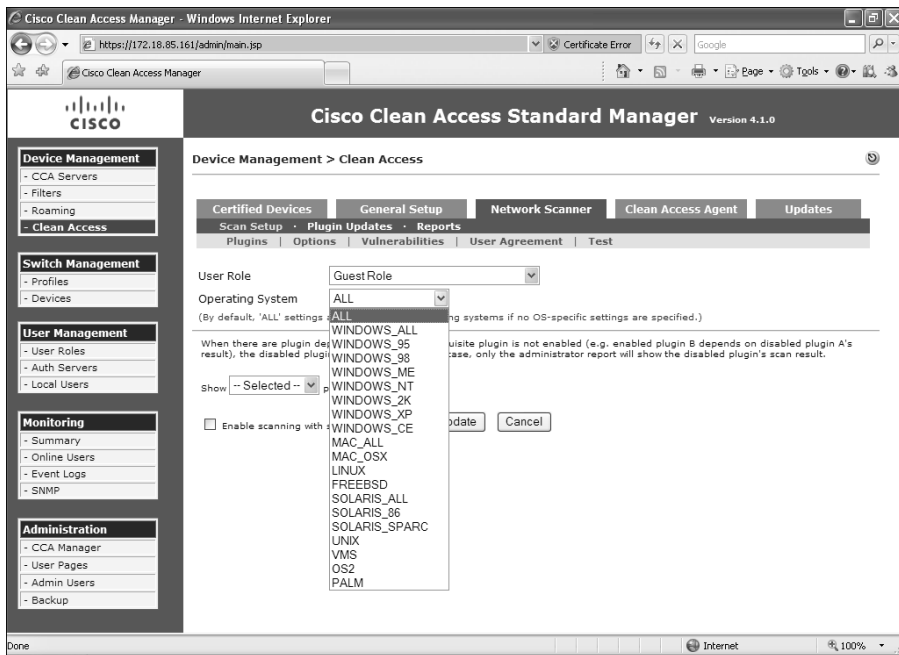 Cisco Clean Access Manager - Windows Internet Explorer
https://172.18.85.161/admin/main.jsp
Certificate Error
Google
Cisco Clean Access Manager
Page
Tools
CISCO
Cisco Clean Access Standard Manager Version 4.1.0
Device Management
- CCA Servers
- Filters
- Roaming
- Clean Access
Switch Management
- Profiles
- Devices
User Management
- User Roles
- Auth Servers
- Local Users
Monitoring
- Summary
- Online Users
- Event Logs
- SNMP
Administration
- CCA Manager
- User Pages
- Admin Users
- Backup
Device Management > Clean Access
Certified Devices
General Setup
Network Scanner
Clean Access Agent
Updates
Scan Setup · Plugin Updates · Reports
Plugins | Options | Vulnerabilities | User Agreement | Test
User Role
Guest Role
Operating System
ALL
(By default, 'ALL' settings
systems if no OS-specific settings are specified.)
When there are plugin
plugin is not enabled (e.g. enabled plugin B depends on disabled plugin A's
result), the disabled
only the administrator report will show the disabled plugin's scan result.
Show
-- Selected --
Enable scanning with
Cancel
ALL
WINDOWS_ALL
WINDOWS_95
WINDOWS_98
WINDOWS_ME
WINDOWS_NT
WINDOWS_2K
WINDOWS_XP
WINDOWS_CE
MAC_ALL
MAC_OSX
LINUX
FREEBSD
SOLARIS_ALL
SOLARIS_86
SOLARIS_SPARC
UNIX
VMS
OS2
PALM
Done
Internet
100%